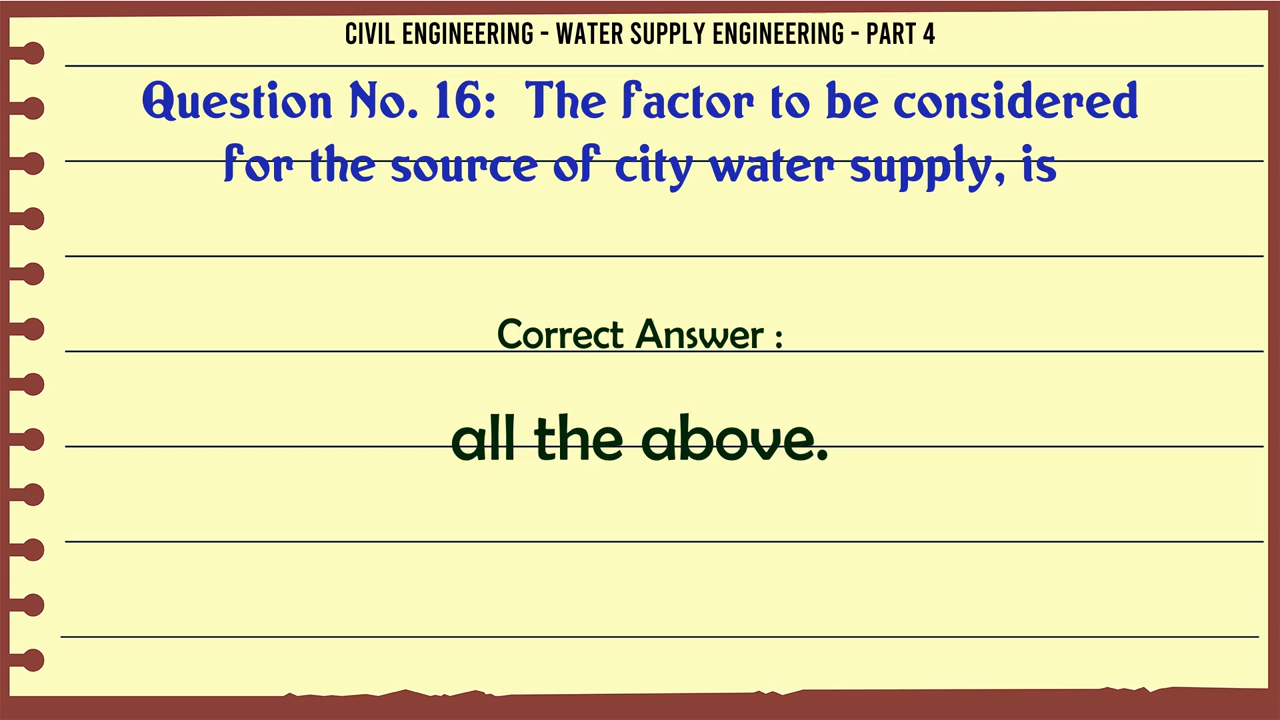 CIVIL ENGINEERING - WATER SUPPLY ENGINEERING - PART 4
Question No. 16: The factor to be considered
for the source of city water supply, is
Correct Answer :
all the above.